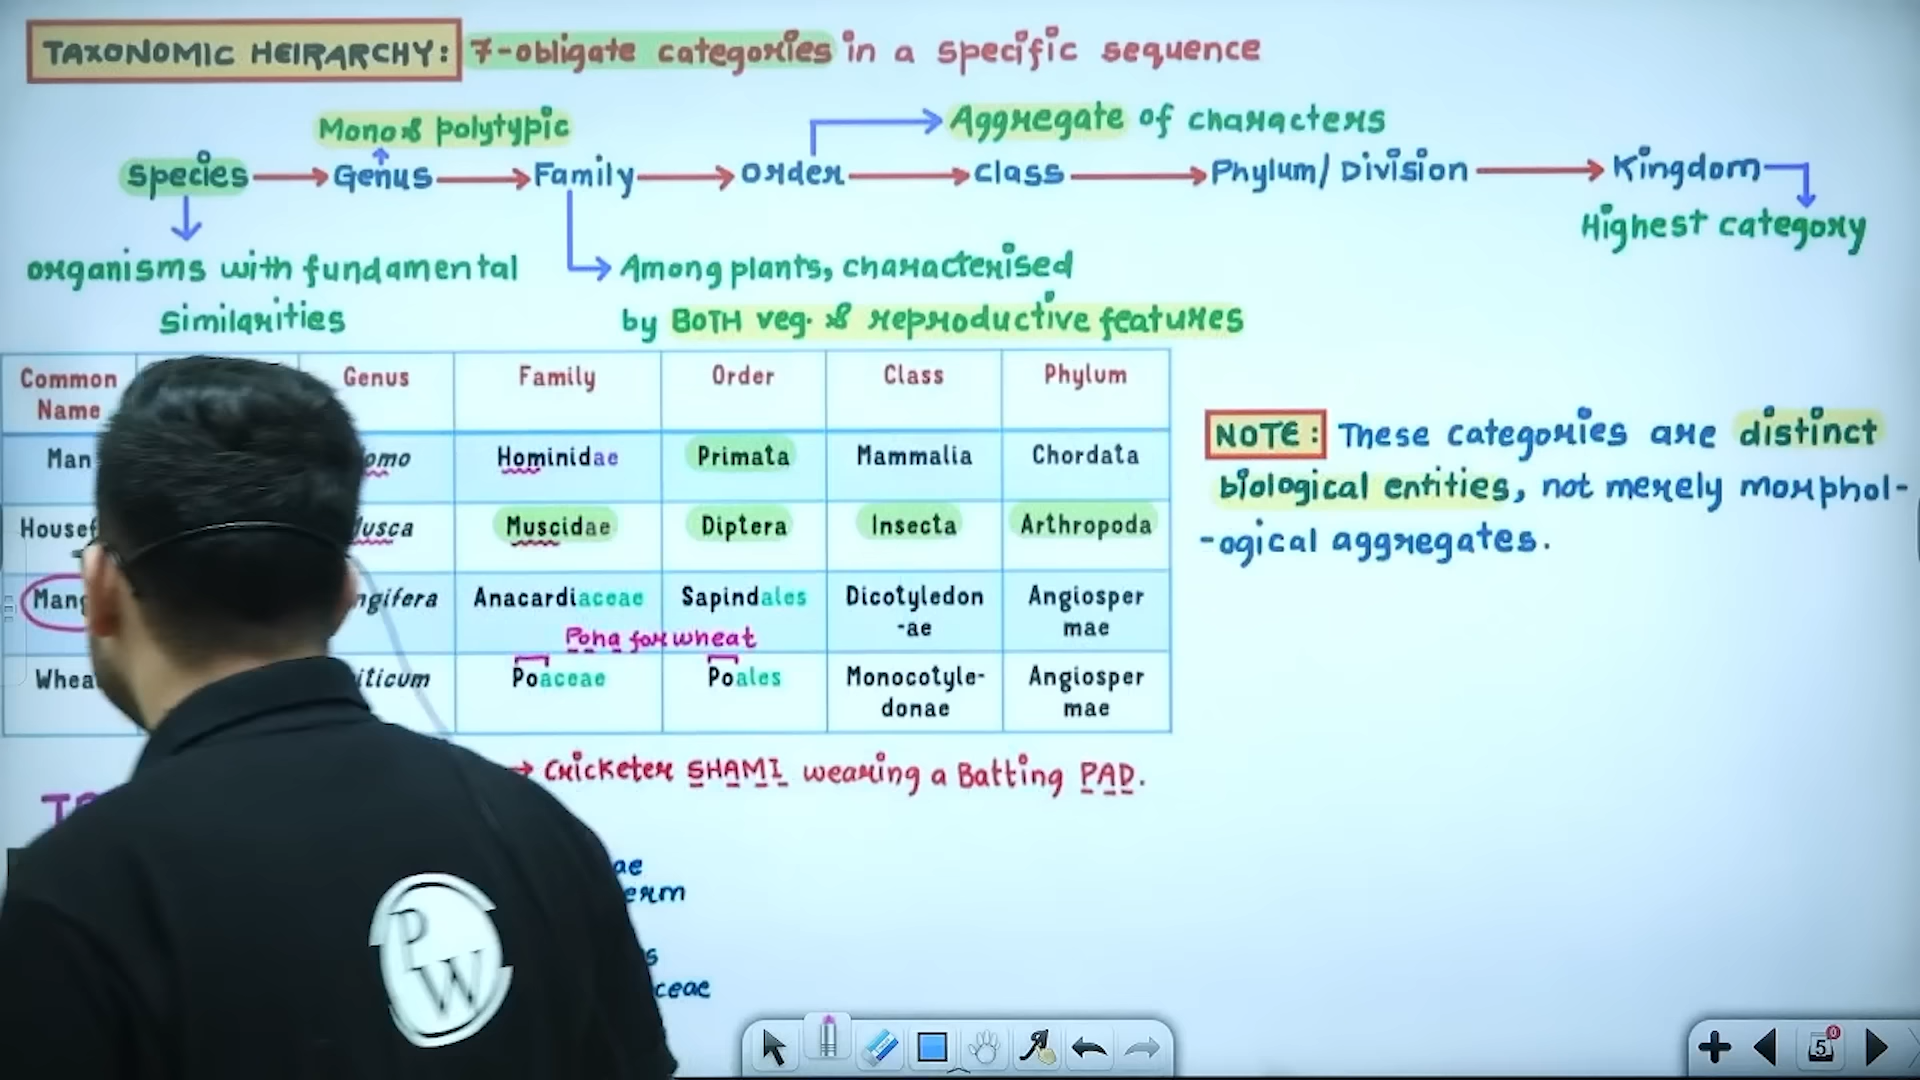 TAXONOMIC HEIRARCHY: 7-obligate categories in a specific sequence
Mono & polytypic
Aggregate of characters
Species Genus Family Order Class Phylum/Division Kingdom
Highest category
organisms with fundamental
similarities
Among plants, characterised
by BOTH veg. & reproductive features
Common Name Genus Family Order Class Phylum
Man Hominidae Primata Mammalia Chordata
Muscidae Diptera Insecta Arthropoda
Anacardiaceae Sapindales Dicotyledon-ae Angiospermae
Poha for wheat
Poaceae Poales Monocotyle-donae Angiospermae
NOTE: These categories are distinct
biological entities, not merely morphol-
-ogical aggregates.
Cricketer SHAMI wearing a Batting PAD.
PW
5
0